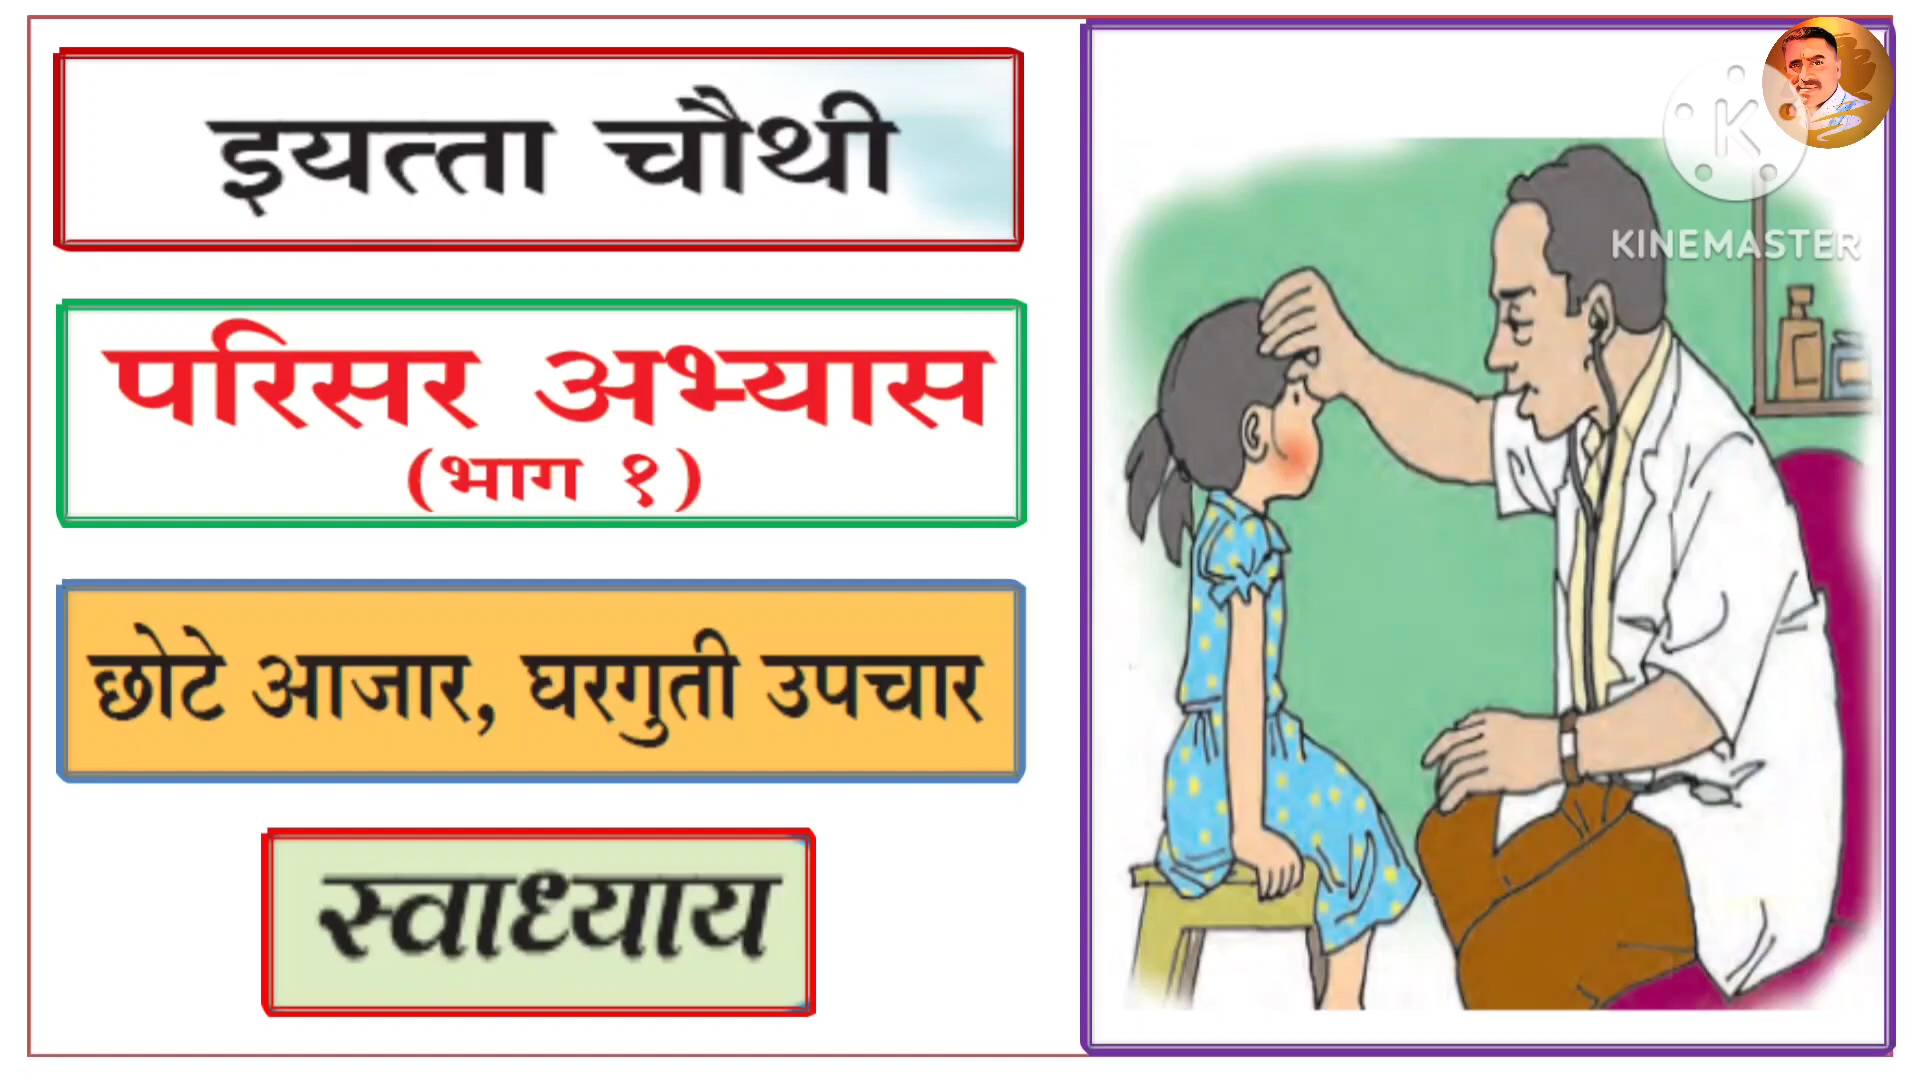 इयत्ता चौथी
परिसर अभ्यास
(भाग १)
छोटे आजार, घरगुती उपचार
स्वाध्याय
K
KINEMASTER